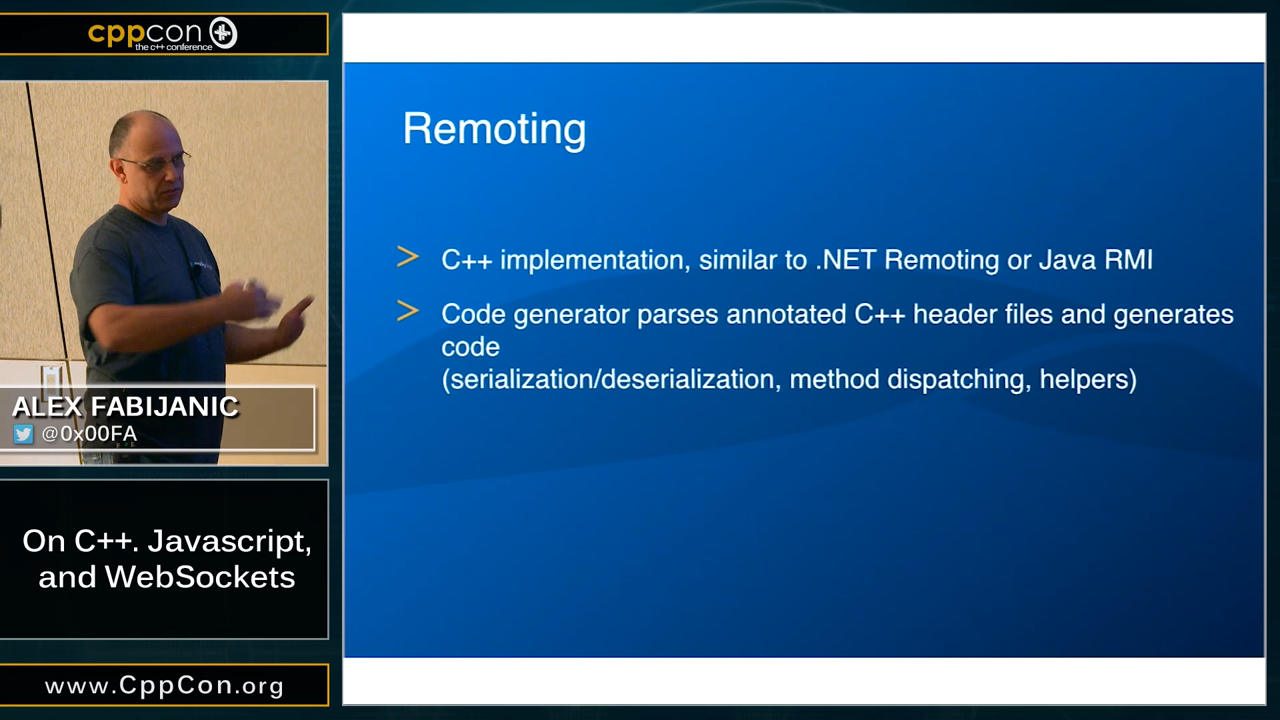 cppcon
the c++ conference
ALEX FABIJANIC
@0x00FA
On C++. Javascript,
and WebSockets
www.CppCon.org
Remoting
> C++ implementation, similar to .NET Remoting or Java RMI
> Code generator parses annotated C++ header files and generates
code
(serialization/deserialization, method dispatching, helpers)